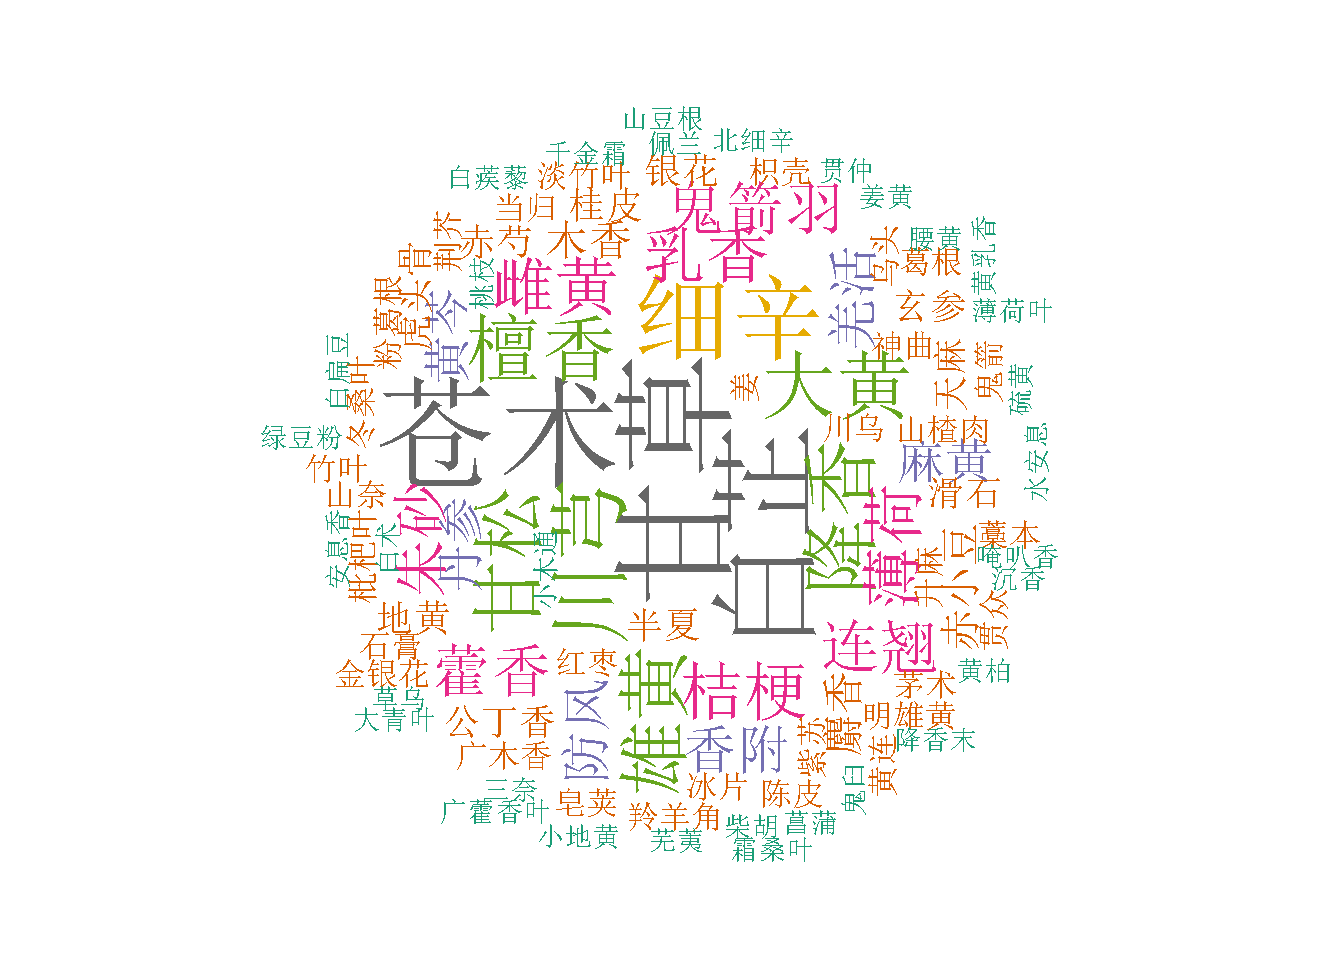 山豆根
佩兰
北细辛
千金霜
银花
枳壳
贯仲
白蒺藜
淡竹叶
鬼箭羽
姜黄
当归
桂皮
赤芍
木香
乳香
荆芥
虎头骨
桃枝
雌黄
细辛
羌活
乌头
腰黄
葛根
黄乳香
玄参
薄荷叶
粉葛根
黄芩
檀香
神曲
天麻
鬼箭
硫黄
白扁豆
冬桑叶
苍术
甘草
白芷
姜
大黄
川乌
山楂肉
绿豆粉
竹叶
山奈
朱砂
丹参
甘松
川芎
降香
麻黄
滑石
水安息
薄荷
安息香
枇杷叶
白术
小木通
升麻
赤小豆
藁本
唵叭香
沉香
贯众
地黄
石膏
金银花
草乌
大青叶
藿香
红枣
半夏
连翘
桔梗
雄黄
防风
香附
黄柏
茅术
明雄黄
降香末
麝香
紫苏
黄连
鬼臼
公丁香
广木香
三奈
广藿香叶
皂荚
冰片
陈皮
羚羊角
小地黄
芜荑
柴胡
菖蒲
霜桑叶